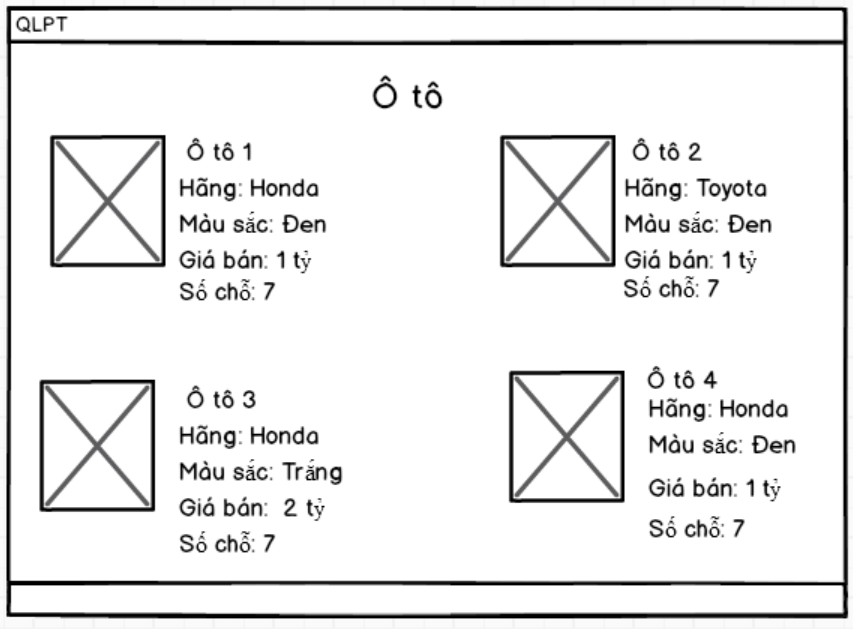 QLPT
Ô tô
Ô tô 1
Hãng: Honda
Màu sắc: Đen
Giá bán: 1 tỷ
Số chỗ: 7
Ô tô 2
Hãng: Toyota
Màu sắc: Đen
Giá bán: 1 tỷ
Số chỗ: 7
Ô tô 3
Hãng: Honda
Màu sắc: Trắng
Giá bán: 2 tỷ
Số chỗ: 7
Ô tô 4
Hãng: Honda
Màu sắc: Đen
Giá bán: 1 tỷ
Số chỗ: 7